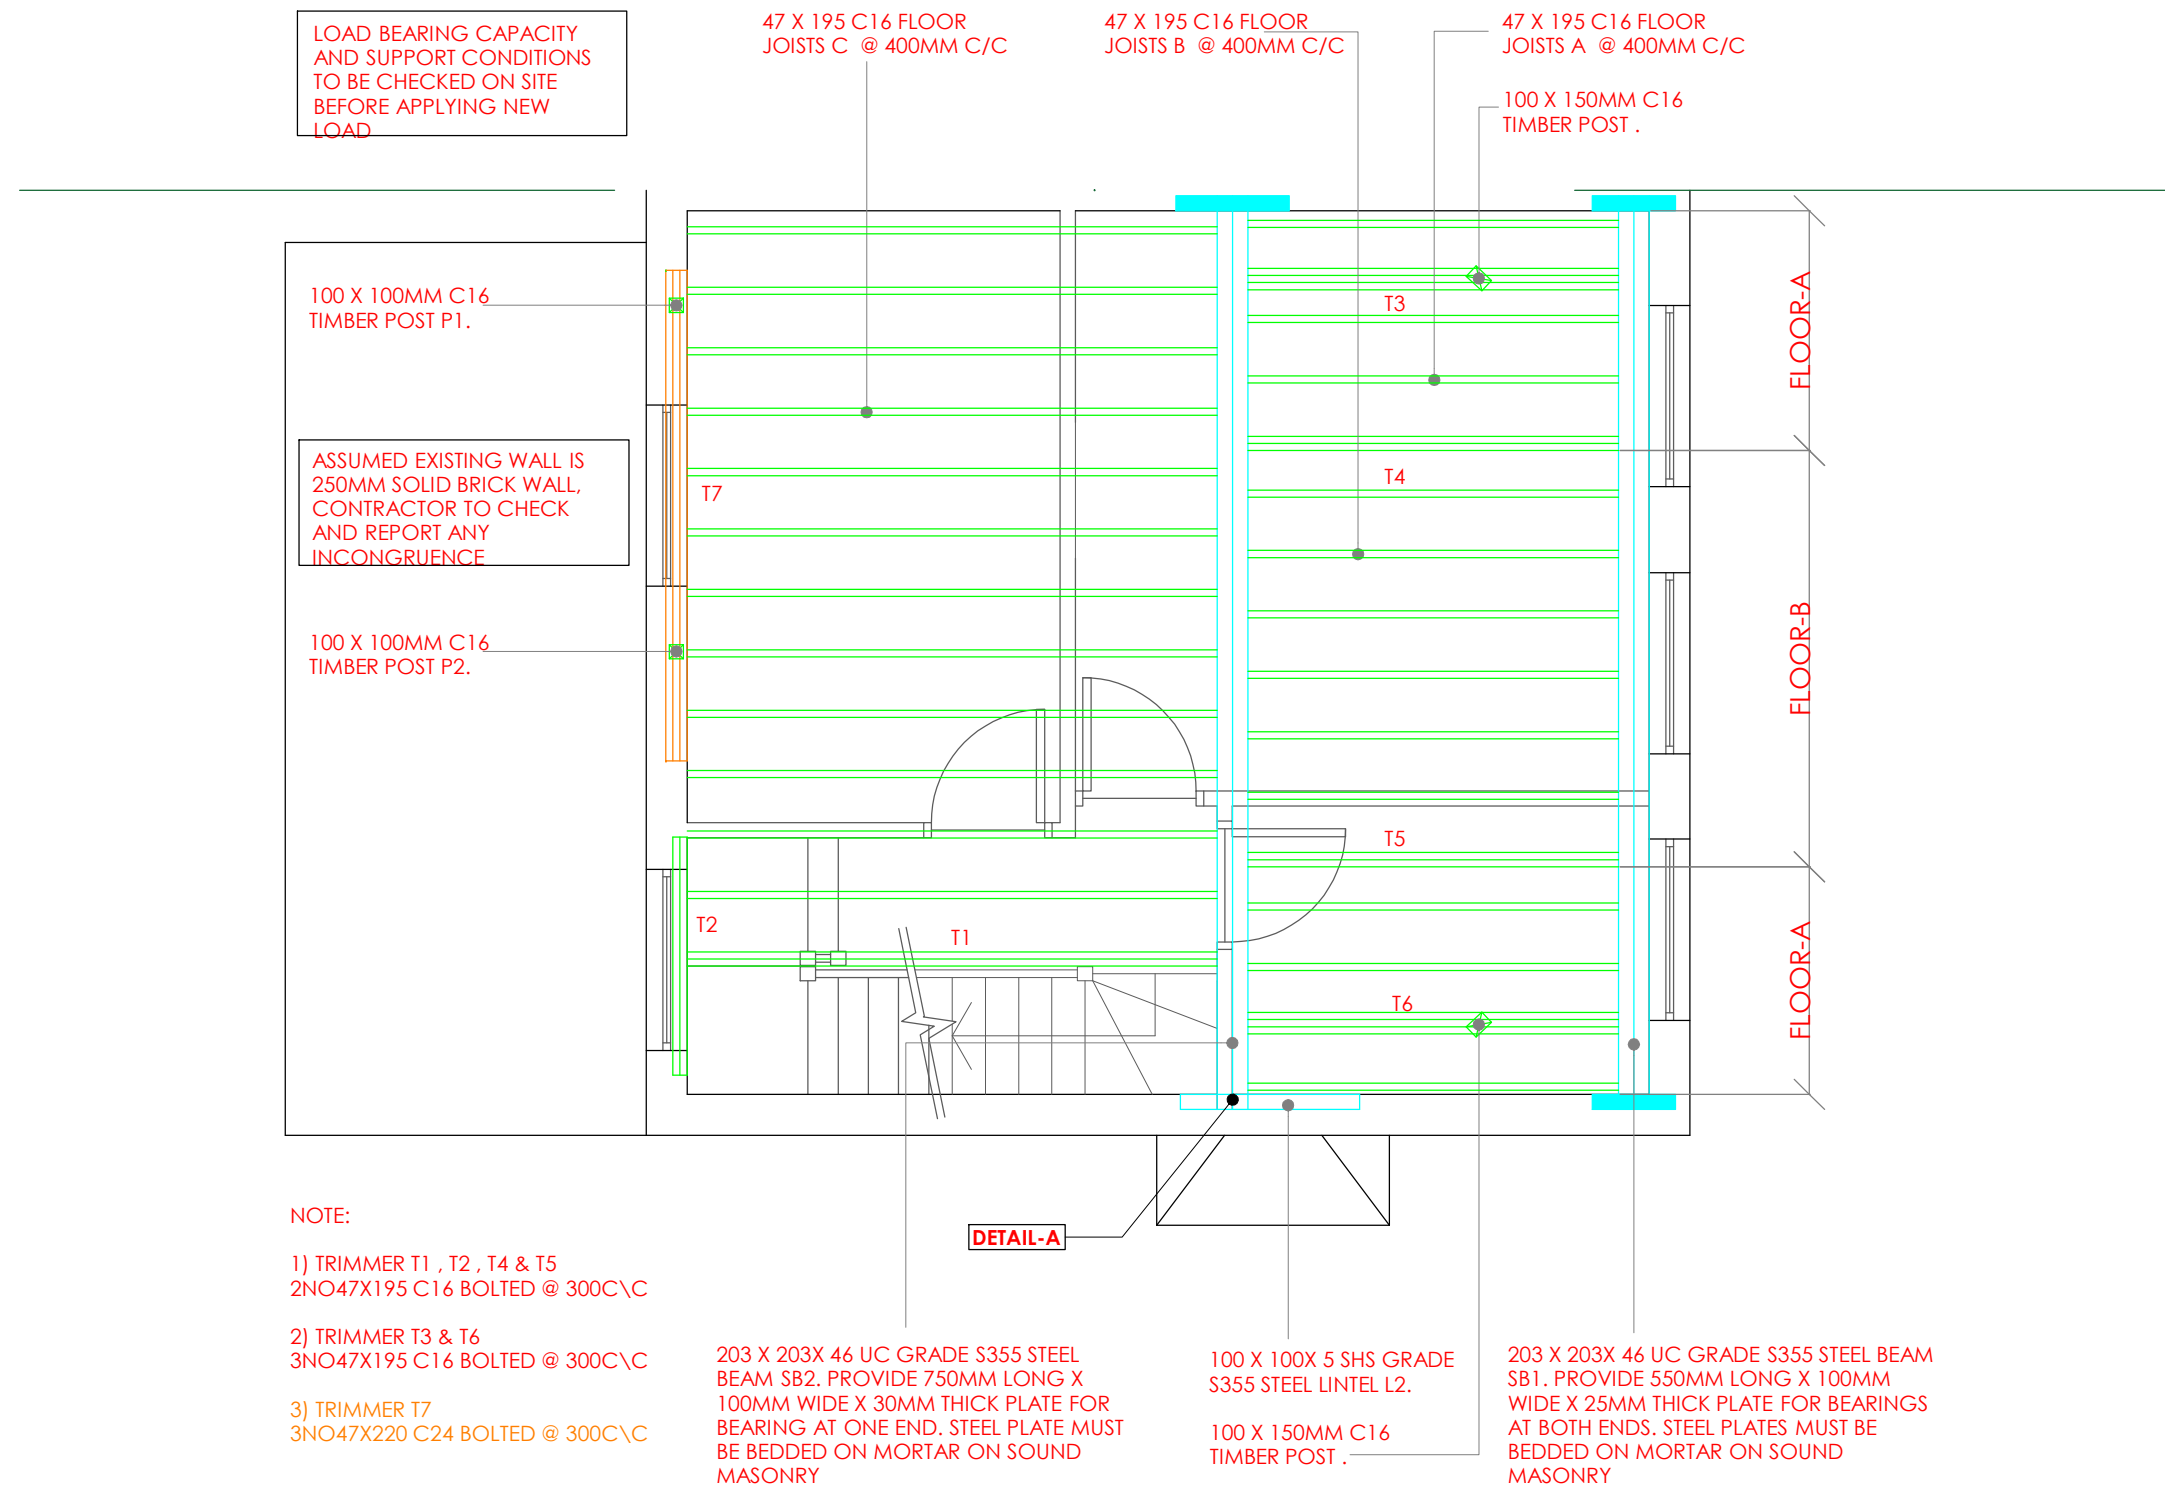 LOAD BEARING CAPACITY
AND SUPPORT CONDITIONS
TO BE CHECKED ON SITE
BEFORE APPLYING NEW
LOAD
47 X 195 C16 FLOOR
JOISTS C @ 400MM C/C
47 X 195 C16 FLOOR
JOISTS B @ 400MM C/C
47 X 195 C16 FLOOR
JOISTS A @ 400MM C/C
100 X 150MM C16
TIMBER POST .
100 X 100MM C16
TIMBER POST P1.
ASSUMED EXISTING WALL IS
250MM SOLID BRICK WALL,
CONTRACTOR TO CHECK
AND REPORT ANY
INCONGRUENCE
100 X 100MM C16
TIMBER POST P2.
T3
T4
T7
T5
T2
T1
T6
FLOOR-A
FLOOR-B
FLOOR-A
DETAIL-A
NOTE:
1) TRIMMER T1 , T2 , T4 & T5
2NO47X195 C16 BOLTED @ 300C\C
2) TRIMMER T3 & T6
3NO47X195 C16 BOLTED @ 300C\C
3) TRIMMER T7
3NO47X220 C24 BOLTED @ 300C\C
203 X 203X 46 UC GRADE S355 STEEL
BEAM SB2. PROVIDE 750MM LONG X
100MM WIDE X 30MM THICK PLATE FOR
BEARING AT ONE END. STEEL PLATE MUST
BE BEDDED ON MORTAR ON SOUND
MASONRY
100 X 100X 5 SHS GRADE
S355 STEEL LINTEL L2.
100 X 150MM C16
TIMBER POST .
203 X 203X 46 UC GRADE S355 STEEL BEAM
SB1. PROVIDE 550MM LONG X 100MM
WIDE X 25MM THICK PLATE FOR BEARINGS
AT BOTH ENDS. STEEL PLATES MUST BE
BEDDED ON MORTAR ON SOUND
MASONRY